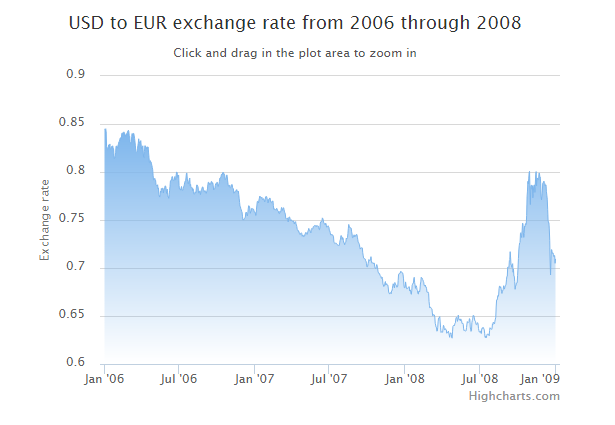 USD to EUR exchange rate from 2006 through 2008
Click and drag in the plot area to zoom in
Exchange rate
0.9
0.85
0.8
0.75
0.7
0.65
0.6
Jan '06 Jul '06 Jan '07 Jul '07 Jan '08 Jul '08 Jan '09
Highcharts.com